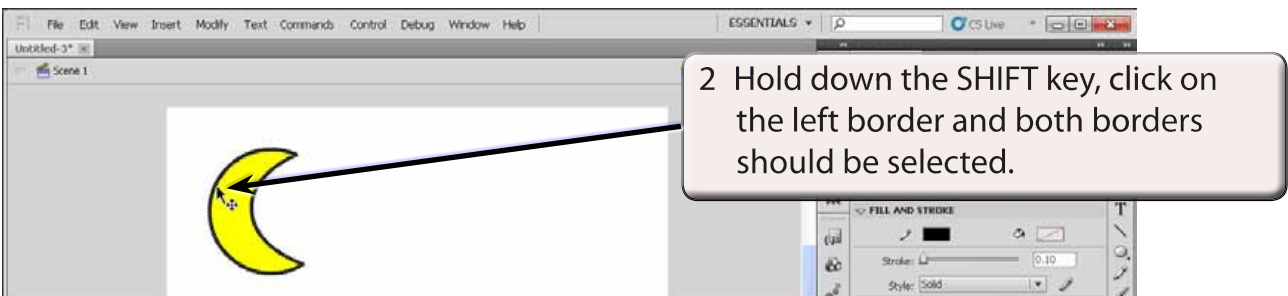 Fl File Edit View Insert Modify Text Commands Control Debug Window Help ESSENTIALS CS Live
Untitled-3*
Scene 1
2 Hold down the SHIFT key, click on
the left border and both borders
should be selected.
FILL AND STROKE
T
Stroke: 0.10
Style: Solid